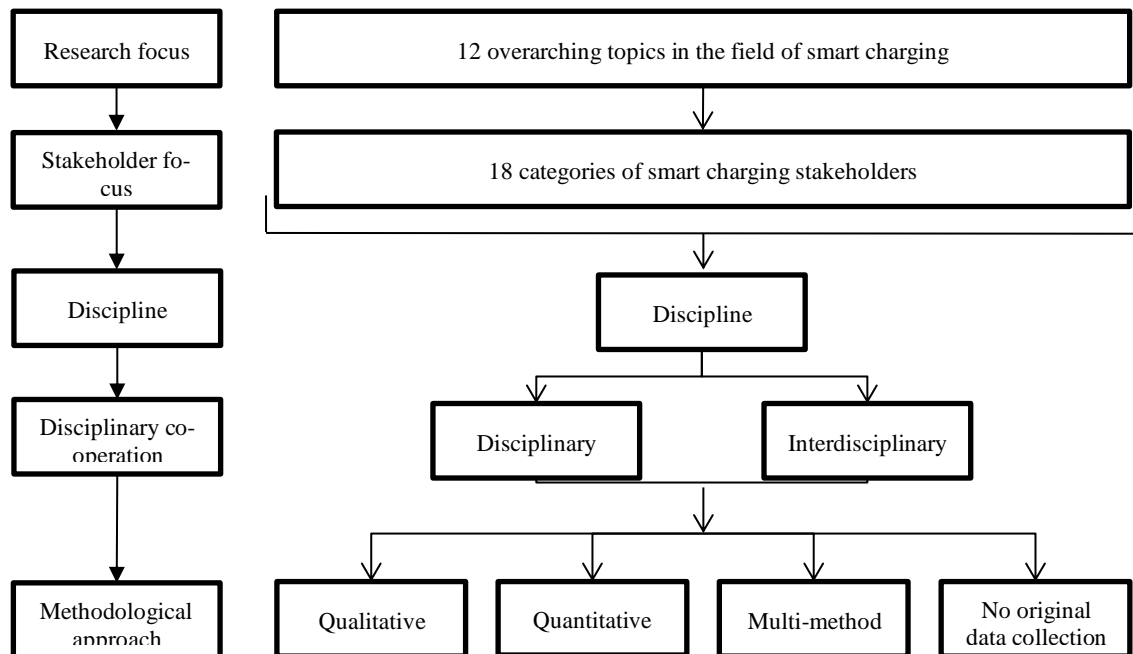 Research focus
12 overarching topics in the field of smart charging
Stakeholder fo-
cus
18 categories of smart charging stakeholders
Discipline
Discipline
Disciplinary co-
operation
Disciplinary
Interdisciplinary
Methodological
approach
Qualitative
Quantitative
Multi-method
No original
data collection